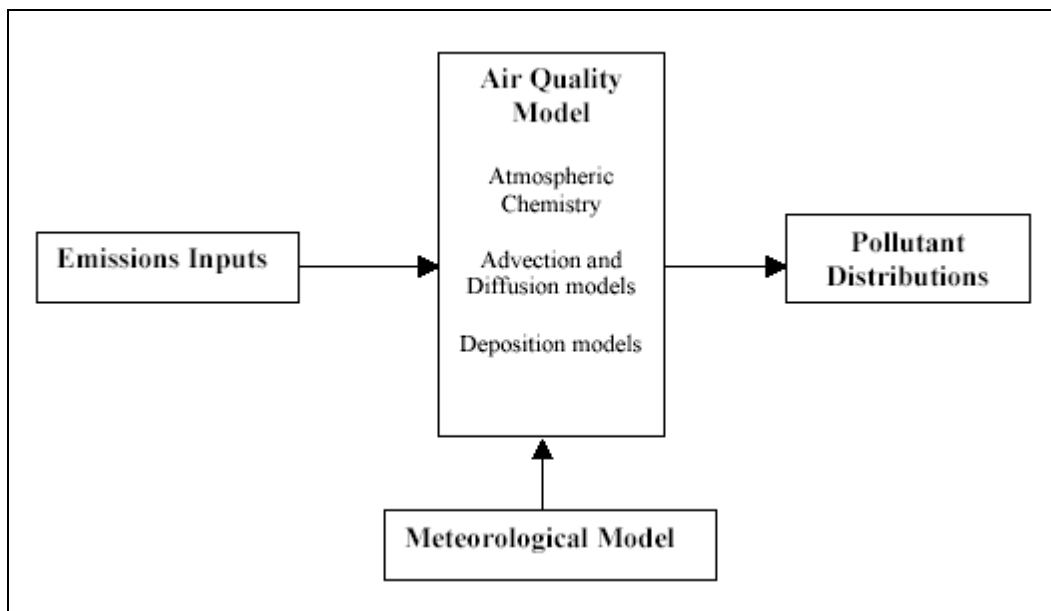 Air Quality
Model
Atmospheric
Chemistry
Advection and
Diffusion models
Deposition models
Emissions Inputs
Pollutant
Distributions
Meteorological Model